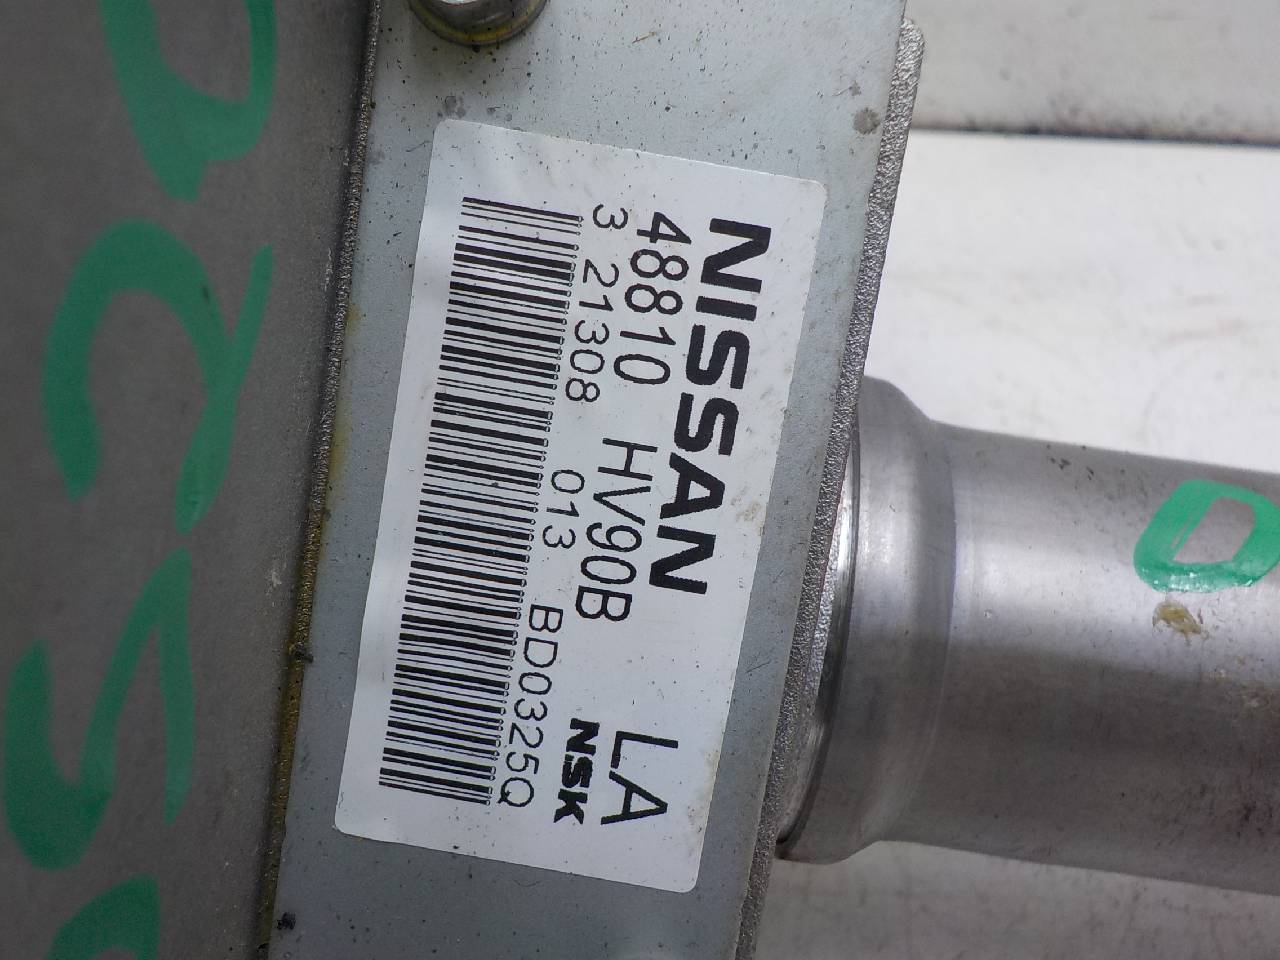 NISSAN
48810 HV90B LA
3 21308 013 BD0325Q
NSK